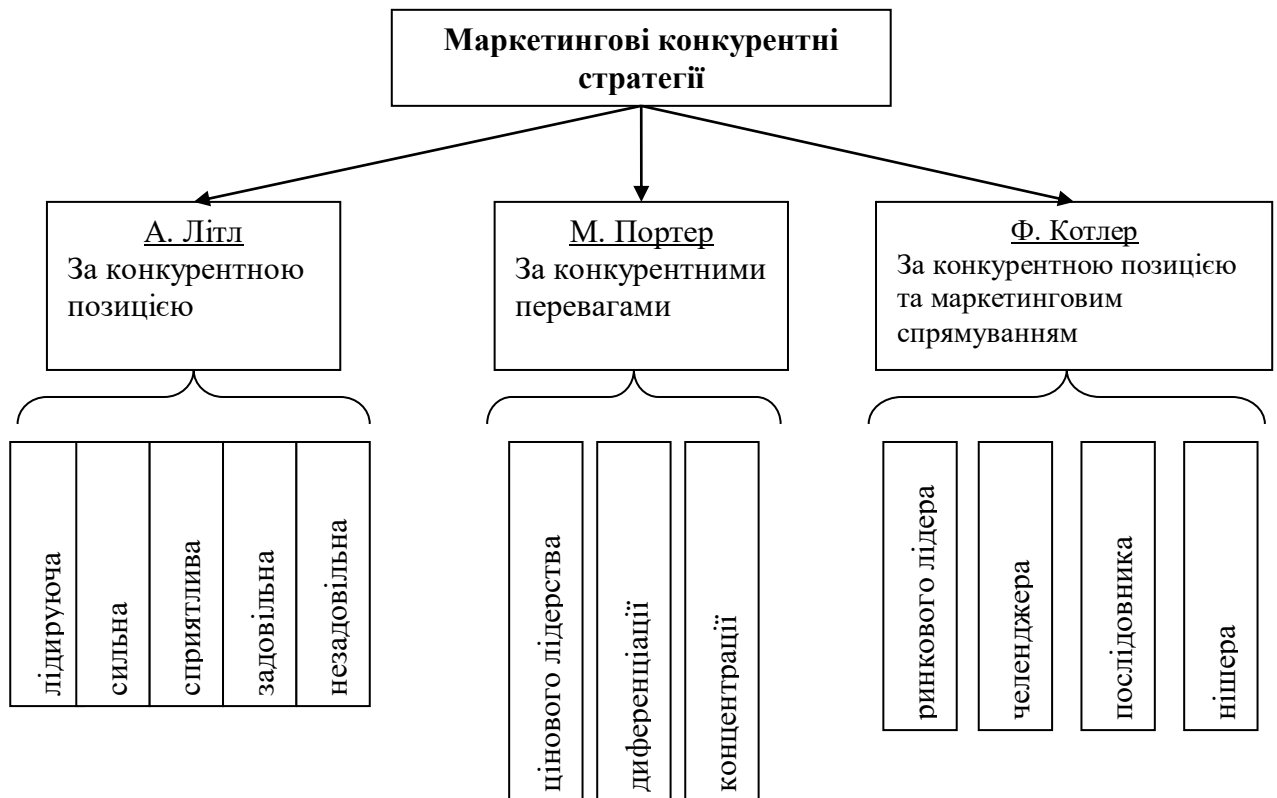 Маркетингові конкурентні
стратегії
А. Літл
За конкурентною
позицією
М. Портер
За конкурентними
перевагами
Ф. Котлер
За конкурентною позицією
та маркетинговим
спрямуванням
лідируюча
сильна
сприятлива
задовільна
незадовільна
цінового лідерства
диференціації
концентрації
ринкового лідера
челенджера
послідовника
нішера